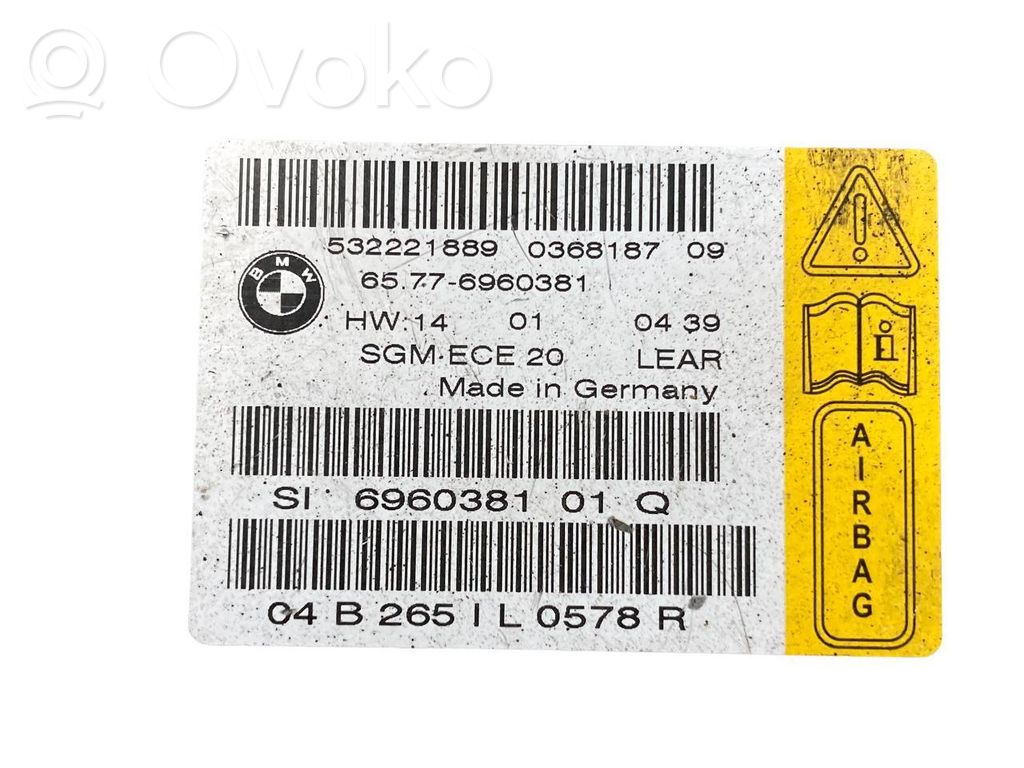 Ovoko
532221889 0368187 09
BMW
65.77-6960381
HW:14 01 04 39
SGM-ECE 20 LEAR
Made in Germany
SI 6960381 01 Q
04 B 265 I L 0578 R
i
AIRBAG